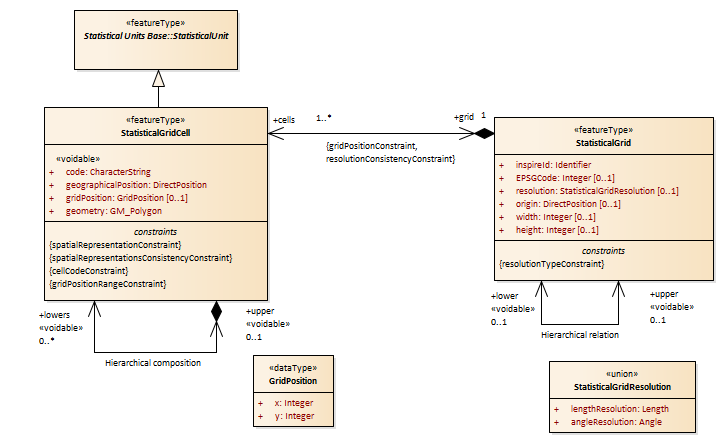 «featureType»
Statistical Units Base::StatisticalUnit
«featureType»
StatisticalGridCell
«voidable»
+ code: CharacterString
+ geographicalPosition: DirectPosition
+ gridPosition: GridPosition [0..1]
+ geometry: GM_Polygon
constraints
{spatialRepresentationConstraint}
{spatialRepresentationsConsistencyConstraint}
{cellCodeConstraint}
{gridPositionRangeConstraint}
+cells
1..*
+grid 1
{gridPositionConstraint,
resolutionConsistencyConstraint}
«featureType»
StatisticalGrid
+ inspireId: Identifier
+ EPSGCode: Integer [0..1]
+ resolution: StatisticalGridResolution [0..1]
+ origin: DirectPosition [0..1]
+ width: Integer [0..1]
+ height: Integer [0..1]
constraints
{resolutionTypeConstraint}
+lowers
«voidable»
0..*
+upper
«voidable»
0..1
Hierarchical composition
+lower
«voidable»
0..1
+upper
«voidable»
0..1
Hierarchical relation
«dataType»
GridPosition
+ x: Integer
+ y: Integer
«union»
StatisticalGridResolution
+ lengthResolution: Length
+ angleResolution: Angle